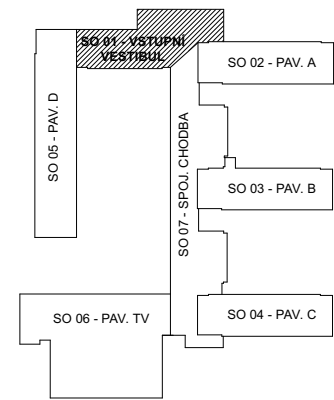 SO 01 - VSTUPNÍ
VESTIBUL
SO 02 - PAV. A
SO 05 - PAV. D
SO 07 - SPOJ. CHODBA
SO 03 - PAV. B
SO 06 - PAV. TV
SO 04 - PAV. C